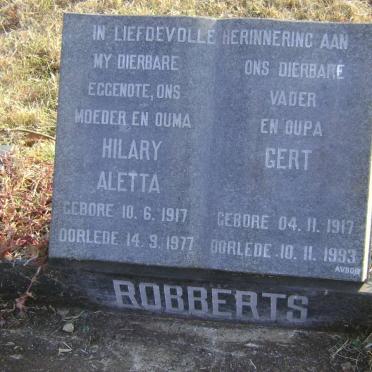 IN LIEFDEVOLLE HERINNERING AAN
MY DIERBARE
EGGENOTE, ONS
MOEDER EN OUMA
HILARY
ALETTA
GEBORE 10.6.1917
OORLEDE 14.9.1977
ONS DIERBARE
VADER
EN OUPA
GERT
GEBORE 04.11.1917
OORLEDE 10.11.1993
AVBOB
ROBBERTS